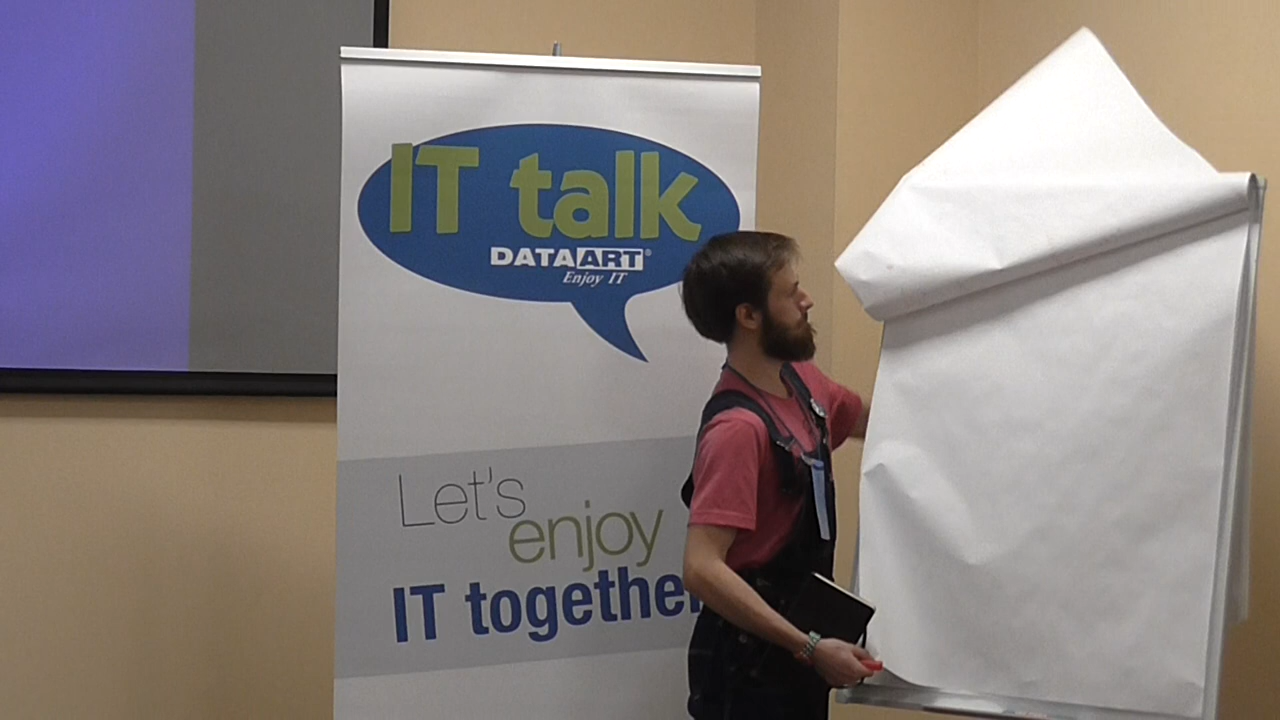 IT talk
DATAART®
Enjoy IT
Let's
enjoy
IT together